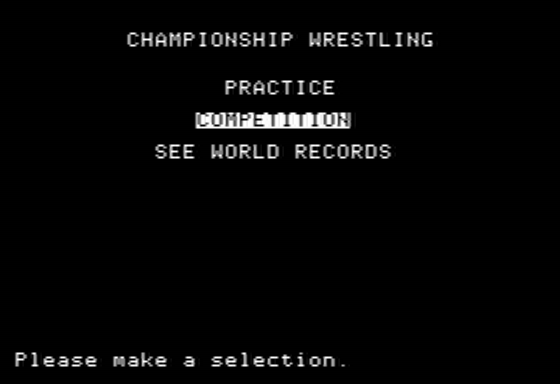 CHAMPIONSHIP WRESTLING
PRACTICE
COMPETITION
SEE WORLD RECORDS
Please make a selection.